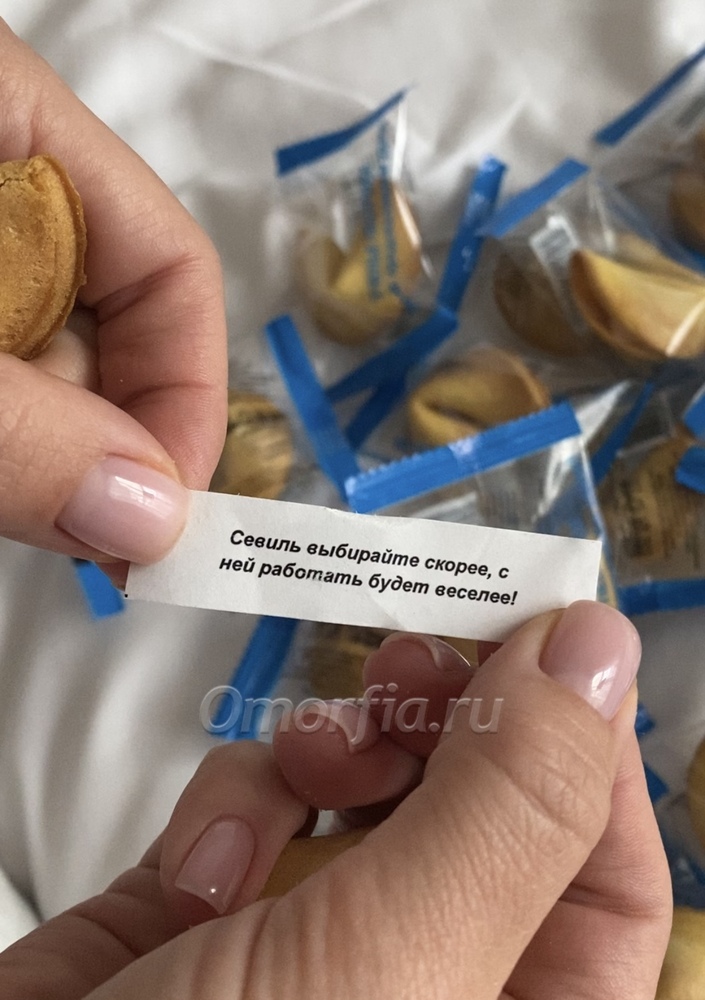 Севиль выбирайте скорее, с
ней работать будет веселее!
Omorfia.ru